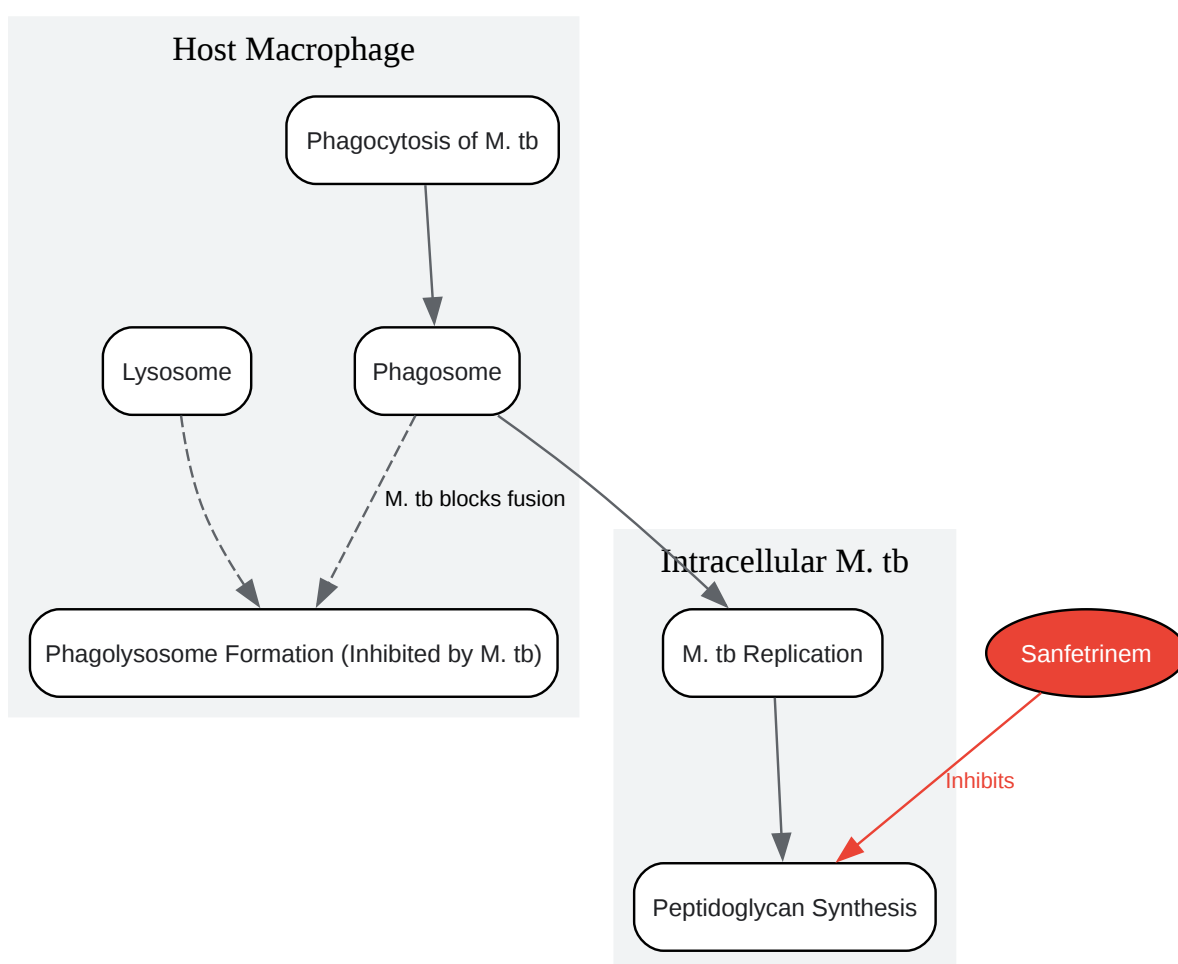 Host Macrophage
Phagocytosis of M. tb
Lysosome
Phagosome
M. tb blocks fusion
Intracellular M. tb
Phagolysosome Formation (Inhibited by M. tb)
M. tb Replication
Sanfetrinem
Inhibits
Peptidoglycan Synthesis